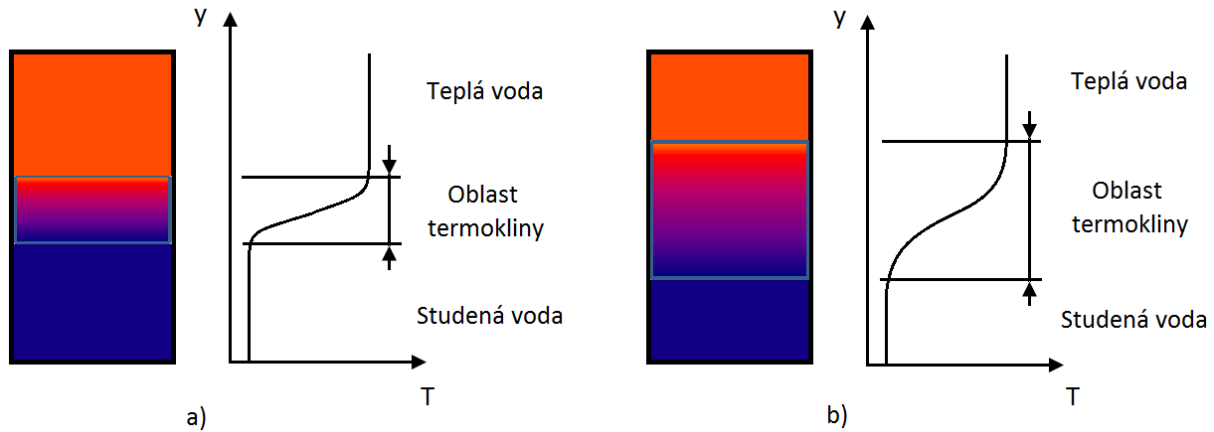 y
Teplá voda
Oblast
termokliny
Studená voda
T
a)
y
Teplá voda
Oblast
termokliny
Studená voda
T
b)